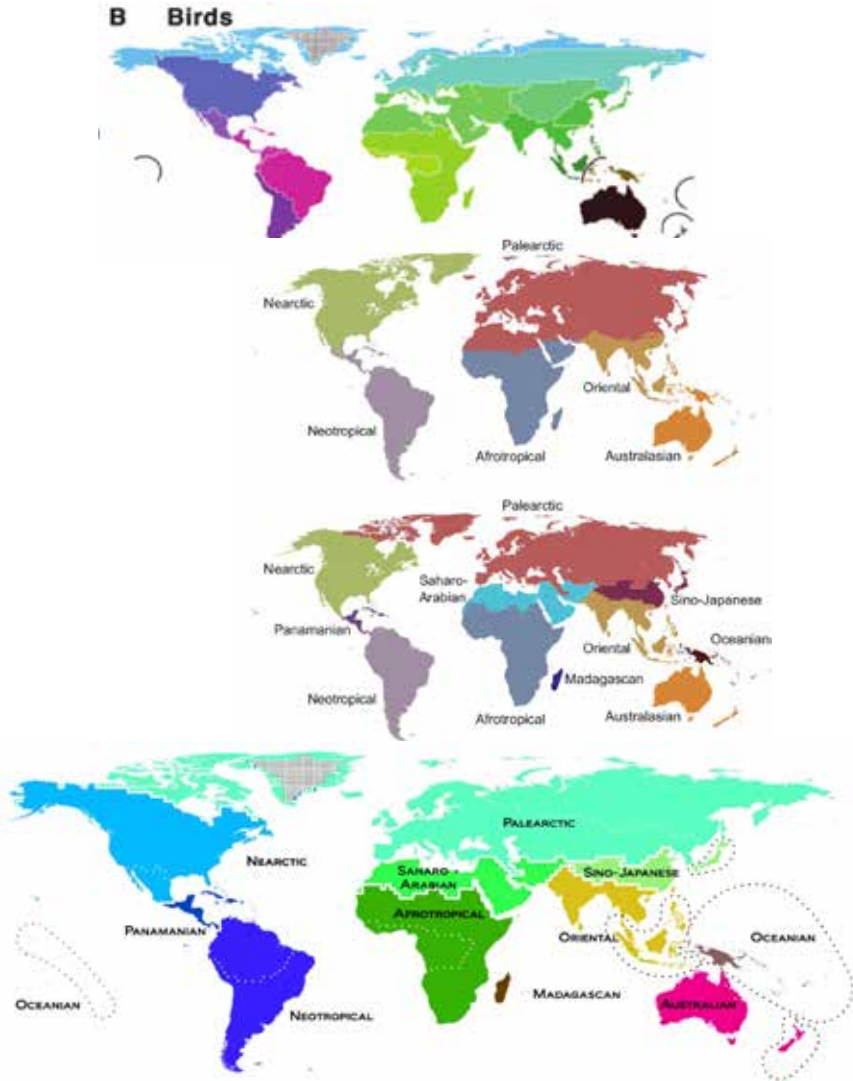 B Birds
Palearctic
Nearctic
Oriental
Neotropical
Afrotropical
Australasian
Palearctic
Nearctic
Saharo-
Arabian
Sino-Japanese
Panamanian
Oceanian
Oriental
Madagascan
Neotropical
Afrotropical
Australasian
PALEARCTIC
NEARCTIC
SAHARO-
ARABIAN
SINO-JAPANESE
AFROTROPICAL
PANAMANIAN
ORIENTAL
OCEANIAN
OCEANIAN
MADAGASCAN
AUSTRALIAN
NEOTROPICAL